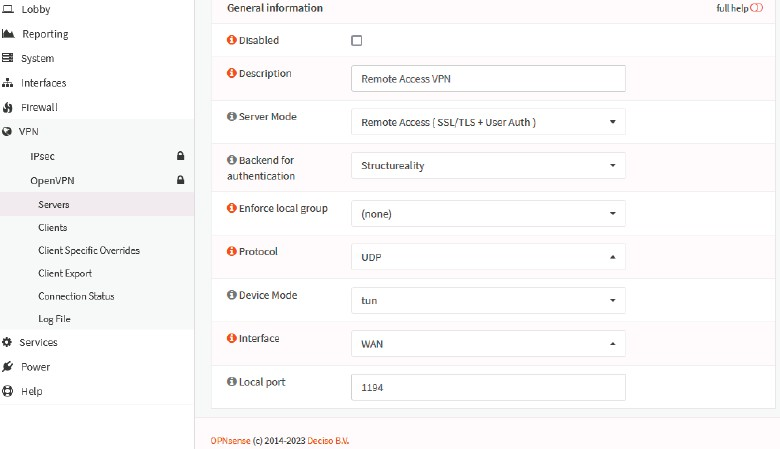 Lobby
Reporting
System
Interfaces
Firewall
VPN
IPsec
OpenVPN
Servers
Clients
Client Specific Overrides
Client Export
Connection Status
Log File
Services
Power
Help
General information
full help
Disabled
Description
Remote Access VPN
Server Mode
Remote Access ( SSL/TLS + User Auth )
Backend for
authentication
Structureality
Enforce local group
(none)
Protocol
UDP
Device Mode
tun
Interface
WAN
Local port
1194
OPNsense (c) 2014-2023 Deciso B.V.